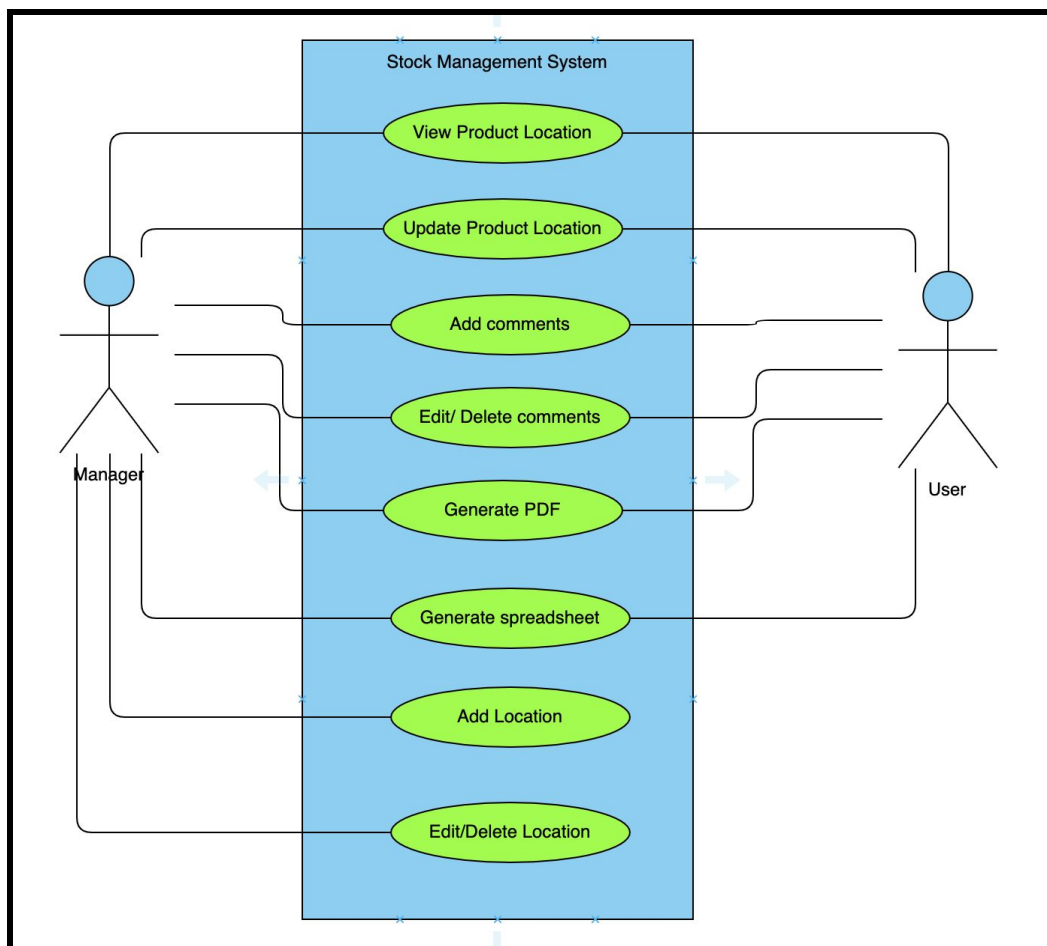 Stock Management System
View Product Location
Update Product Location
Add comments
Edit/ Delete comments
Manager
Generate PDF
User
Generate spreadsheet
Add Location
Edit/Delete Location